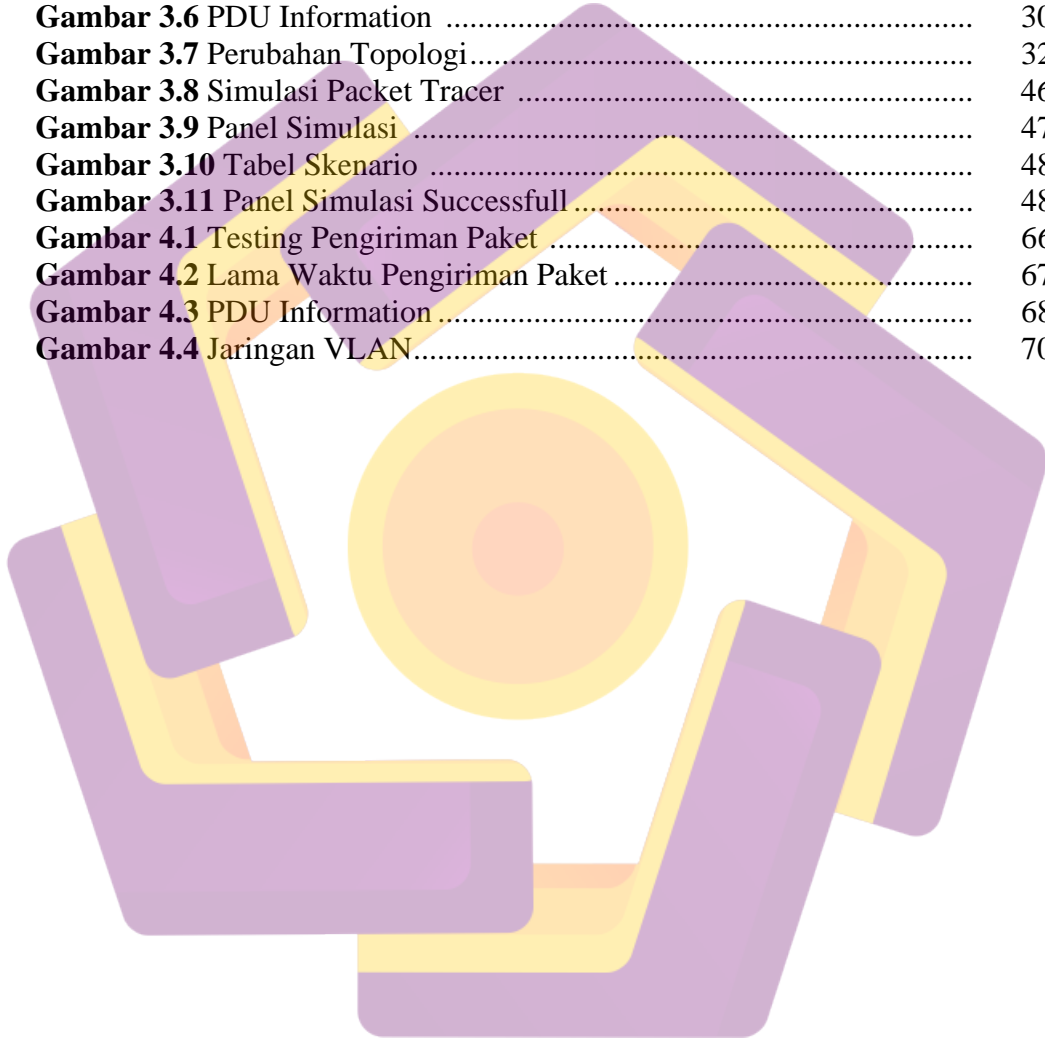 Gambar 3.6 PDU Information ........................................................................ 30
Gambar 3.7 Perubahan Topologi..................................................................... 32
Gambar 3.8 Simulasi Packet Tracer ............................................................... 46
Gambar 3.9 Panel Simulasi ............................................................................. 47
Gambar 3.10 Tabel Skenario .......................................................................... 48
Gambar 3.11 Panel Simulasi Successfull ....................................................... 48
Gambar 4.1 Testing Pengiriman Paket ........................................................... 66
Gambar 4.2 Lama Waktu Pengiriman Paket ................................................. 67
Gambar 4.3 PDU Information ......................................................................... 68
Gambar 4.4 Jaringan VLAN............................................................................. 70